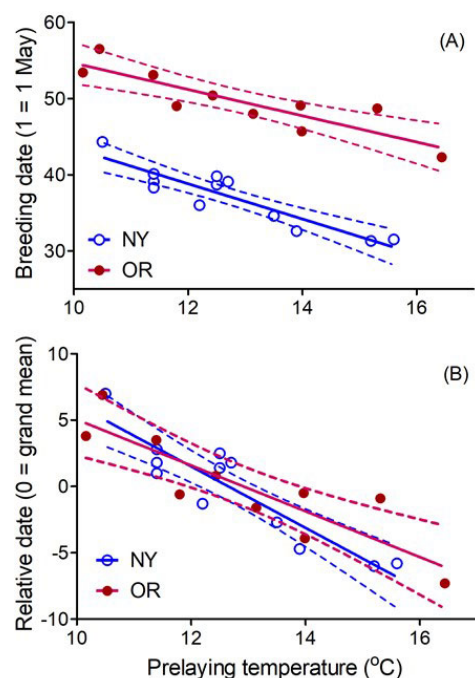 (A)
Breeding date (1 = 1 May)
60
50
40
30
NY
OR
10 12 14 16
(B)
Relative date (0 = grand mean)
10
5
0
-5
-10
NY
OR
10 12 14 16
Prelaying temperature (°C)